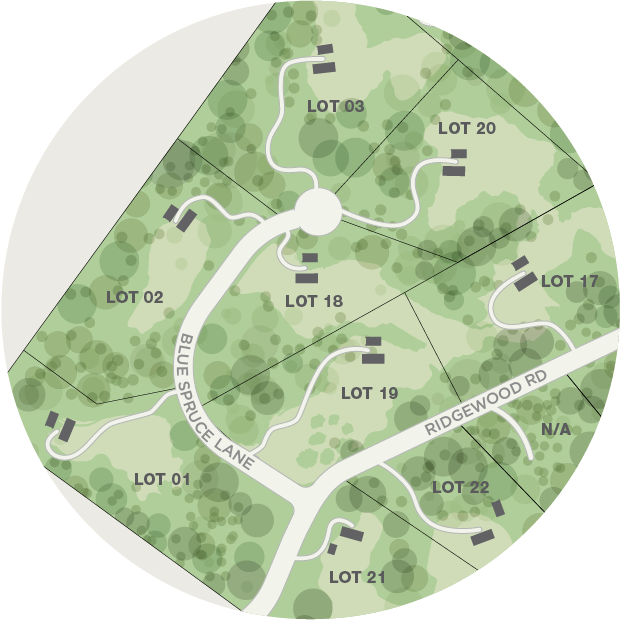 LOT 03
LOT 20
LOT 17
LOT 02
LOT 18
BLUE SPRUCE LANE
LOT 19
RIDGEWOOD RD
N/A
LOT 01
LOT 22
LOT 21